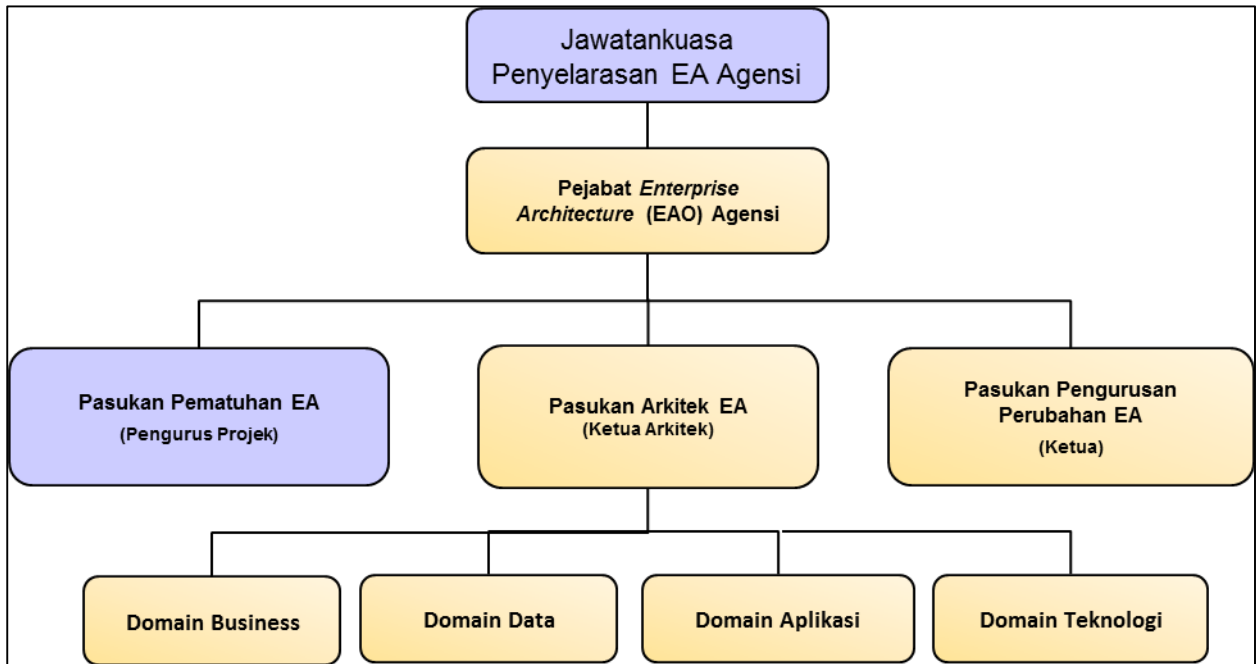 Jawatankuasa
Penyelarasan EA Agensi
Pejabat Enterprise
Architecture (EAO) Agensi
Pasukan Pematuhan EA
(Pengurus Projek)
Pasukan Arkitek EA
(Ketua Arkitek)
Pasukan Pengurusan
Perubahan EA
(Ketua)
Domain Business
Domain Data
Domain Aplikasi
Domain Teknologi